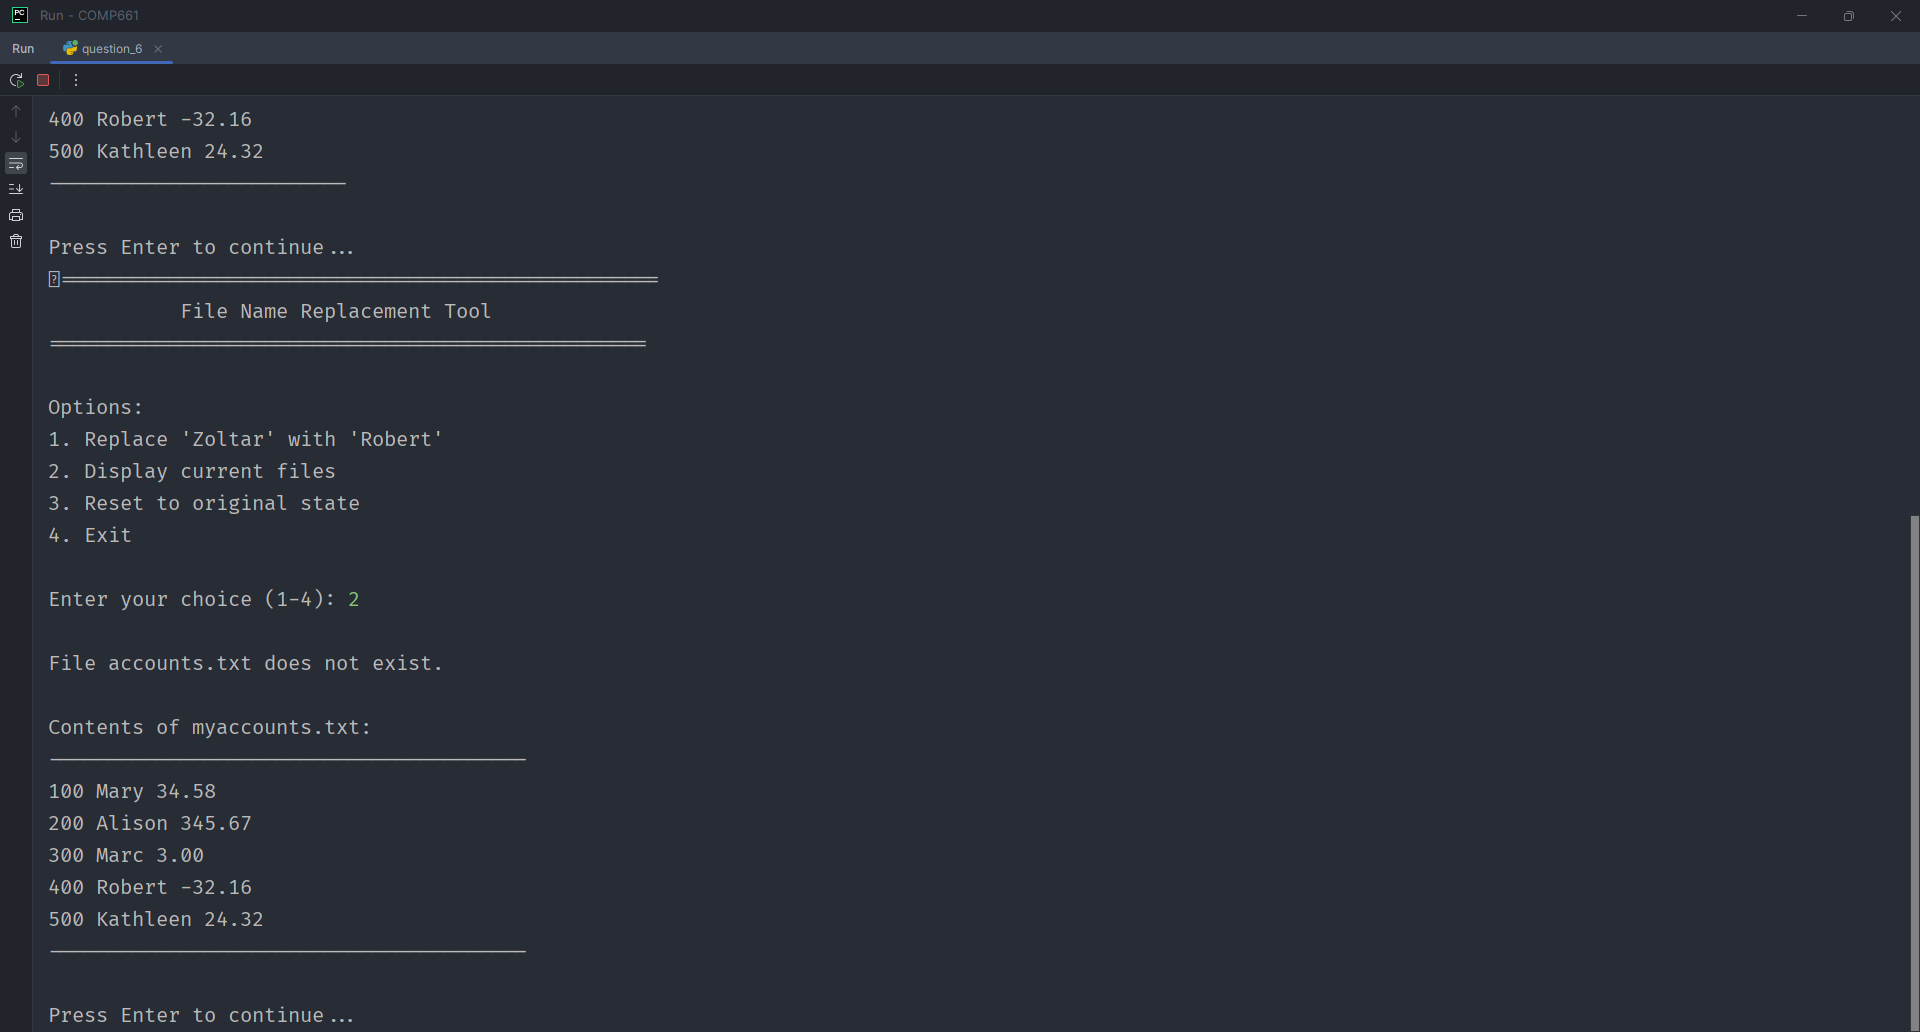 Run - COMP661
Run question_6
400 Robert -32.16
500 Kathleen 24.32
-------------------------
Press Enter to continue...
==================================================
File Name Replacement Tool
==================================================
Options:
1. Replace 'Zoltar' with 'Robert'
2. Display current files
3. Reset to original state
4. Exit
Enter your choice (1-4): 2
File accounts.txt does not exist.
Contents of myaccounts.txt:
----------------------------------------
100 Mary 34.58
200 Alison 345.67
300 Marc 3.00
400 Robert -32.16
500 Kathleen 24.32
----------------------------------------
Press Enter to continue...